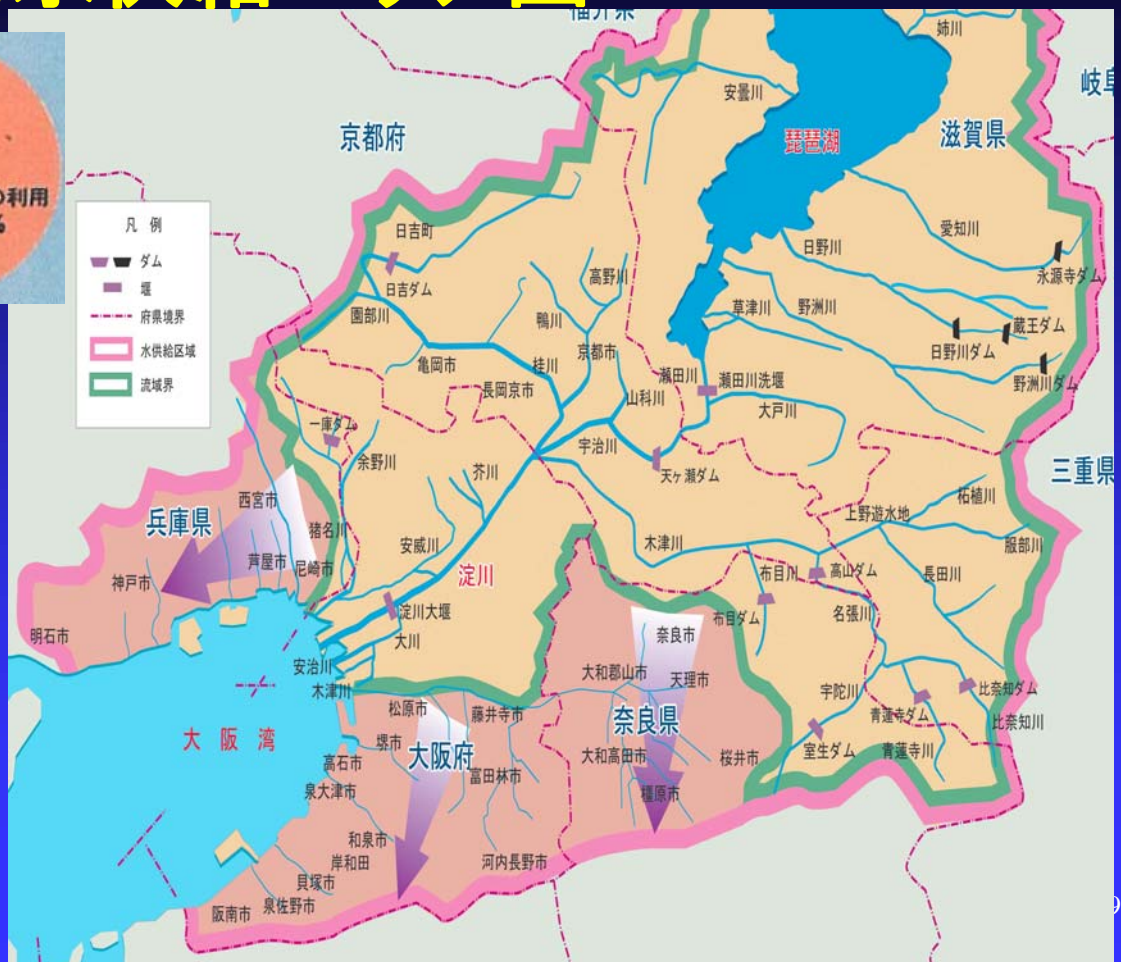 福井県
の利用
%
姉川
岐阜
安曇川
京都府
琵琶湖
滋賀県
凡 例
ダム
堰
府県境界
水供給区域
流域界
日吉町
日吉ダム
高野川
日野川
愛知川
永源寺ダム
園部川
鴨川
草津川
野洲川
蔵王ダム
亀岡市
桂川
京都市
日野川ダム
長岡京市
瀬田川
瀬田川洗堰
野洲川ダム
山科川
大戸川
一庫ダム
余野川
宇治川
芥川
天ヶ瀬ダム
三重県
西宮市
兵庫県
猪名川
安威川
上野遊水地
柘植川
木津川
服部川
芦屋市
尼崎市
神戸市
淀川
布目川
高山ダム
長田川
淀川大堰
布目ダム
名張川
明石市
大川
奈良市
安治川
木津川
大和郡山市
天理市
宇陀川
比奈知ダム
松原市
藤井寺市
青蓮寺ダム
比奈知川
大阪湾
堺市
大阪府
奈良県
高石市
富田林市
大和高田市
桜井市
室生ダム
青蓮寺川
泉大津市
橿原市
和泉市
岸和田
河内長野市
貝塚市
阪南市
泉佐野市
9